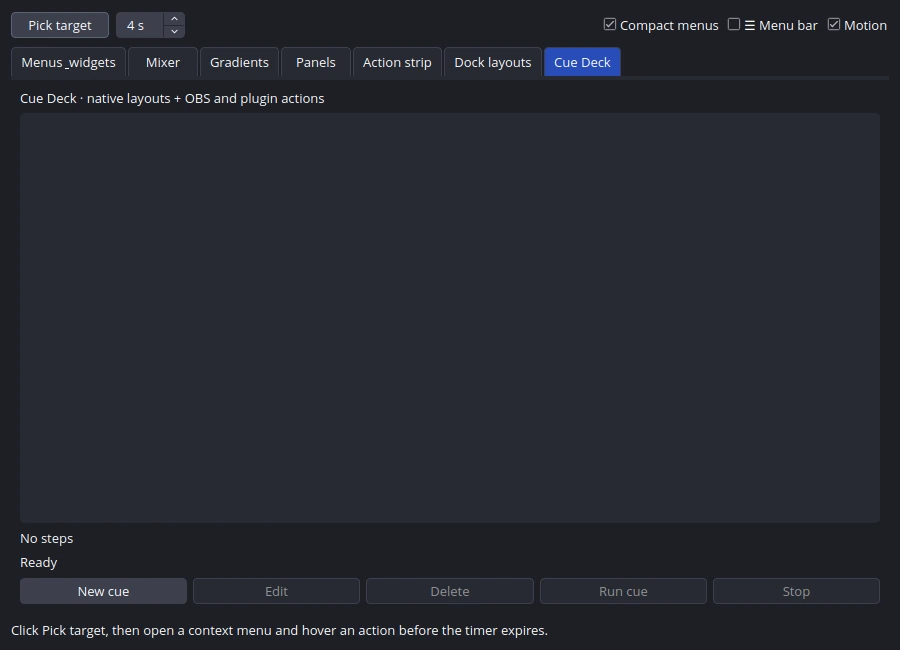 Pick target 4 s Compact menus ☰ Menu bar Motion
Menus_widgets Mixer Gradients Panels Action strip Dock layouts Cue Deck
Cue Deck · native layouts + OBS and plugin actions
No steps
Ready
New cue Edit Delete Run cue Stop
Click Pick target, then open a context menu and hover an action before the timer expires.